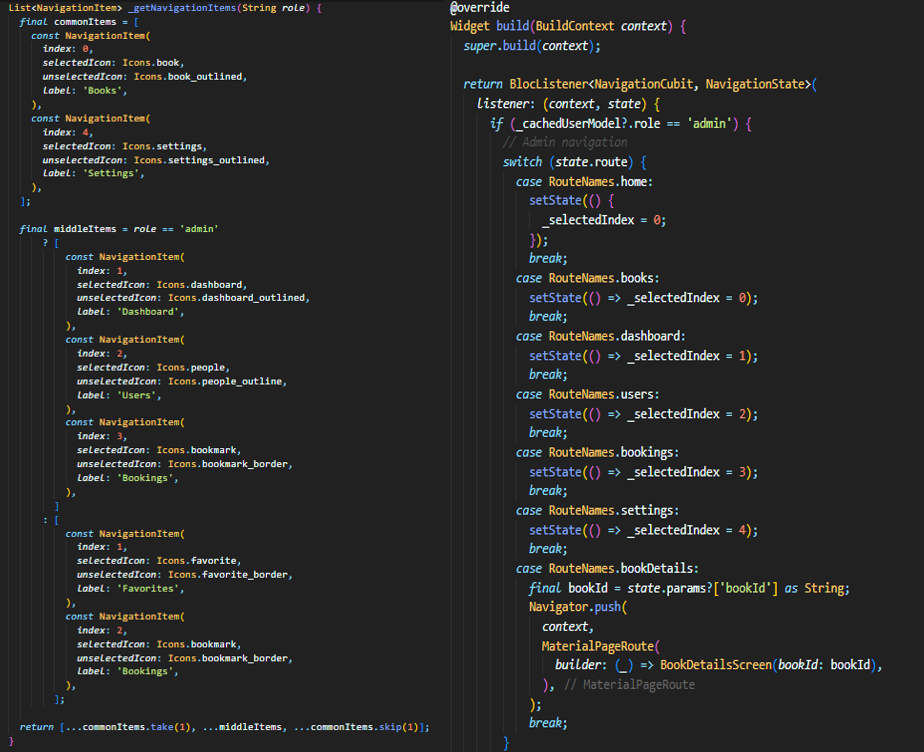 List<NavigationItem> _getNavigationItems(String role) {
  final commonItems = [
    const NavigationItem(
      index: 0,
      selectedIcon: Icons.book,
      unselectedIcon: Icons.book_outlined,
      label: 'Books',
    ),
    const NavigationItem(
      index: 4,
      selectedIcon: Icons.settings,
      unselectedIcon: Icons.settings_outlined,
      label: 'Settings',
    ),
  ];

  final middleItems = role == 'admin'
      ? [
          const NavigationItem(
            index: 1,
            selectedIcon: Icons.dashboard,
            unselectedIcon: Icons.dashboard_outlined,
            label: 'Dashboard',
          ),
          const NavigationItem(
            index: 2,
            selectedIcon: Icons.people,
            unselectedIcon: Icons.people_outline,
            label: 'Users',
          ),
          const NavigationItem(
            index: 3,
            selectedIcon: Icons.bookmark,
            unselectedIcon: Icons.bookmark_border,
            label: 'Bookings',
          ),
        ]
      : [
          const NavigationItem(
            index: 1,
            selectedIcon: Icons.favorite,
            unselectedIcon: Icons.favorite_border,
            label: 'Favorites',
          ),
          const NavigationItem(
            index: 2,
            selectedIcon: Icons.bookmark,
            unselectedIcon: Icons.bookmark_border,
            label: 'Bookings',
          ),
        ];

  return [...commonItems.take(1), ...middleItems, ...commonItems.skip(1)];
}
@override
Widget build(BuildContext context) {
  super.build(context);

  return BlocListener<NavigationCubit, NavigationState>(
    listener: (context, state) {
      if (_cachedUserModel?.role == 'admin') {
        // Admin navigation
        switch (state.route) {
          case RouteNames.home:
            setState(() {
              _selectedIndex = 0;
            });
            break;
          case RouteNames.books:
            setState(() => _selectedIndex = 0);
            break;
          case RouteNames.dashboard:
            setState(() => _selectedIndex = 1);
            break;
          case RouteNames.users:
            setState(() => _selectedIndex = 2);
            break;
          case RouteNames.bookings:
            setState(() => _selectedIndex = 3);
            break;
          case RouteNames.settings:
            setState(() => _selectedIndex = 4);
            break;
          case RouteNames.bookDetails:
            final bookId = state.params?['bookId'] as String;
            Navigator.push(
              context,
              MaterialPageRoute(
                builder: (_) => BookDetailsScreen(bookId: bookId),
              ), // MaterialPageRoute
            );
            break;
        }